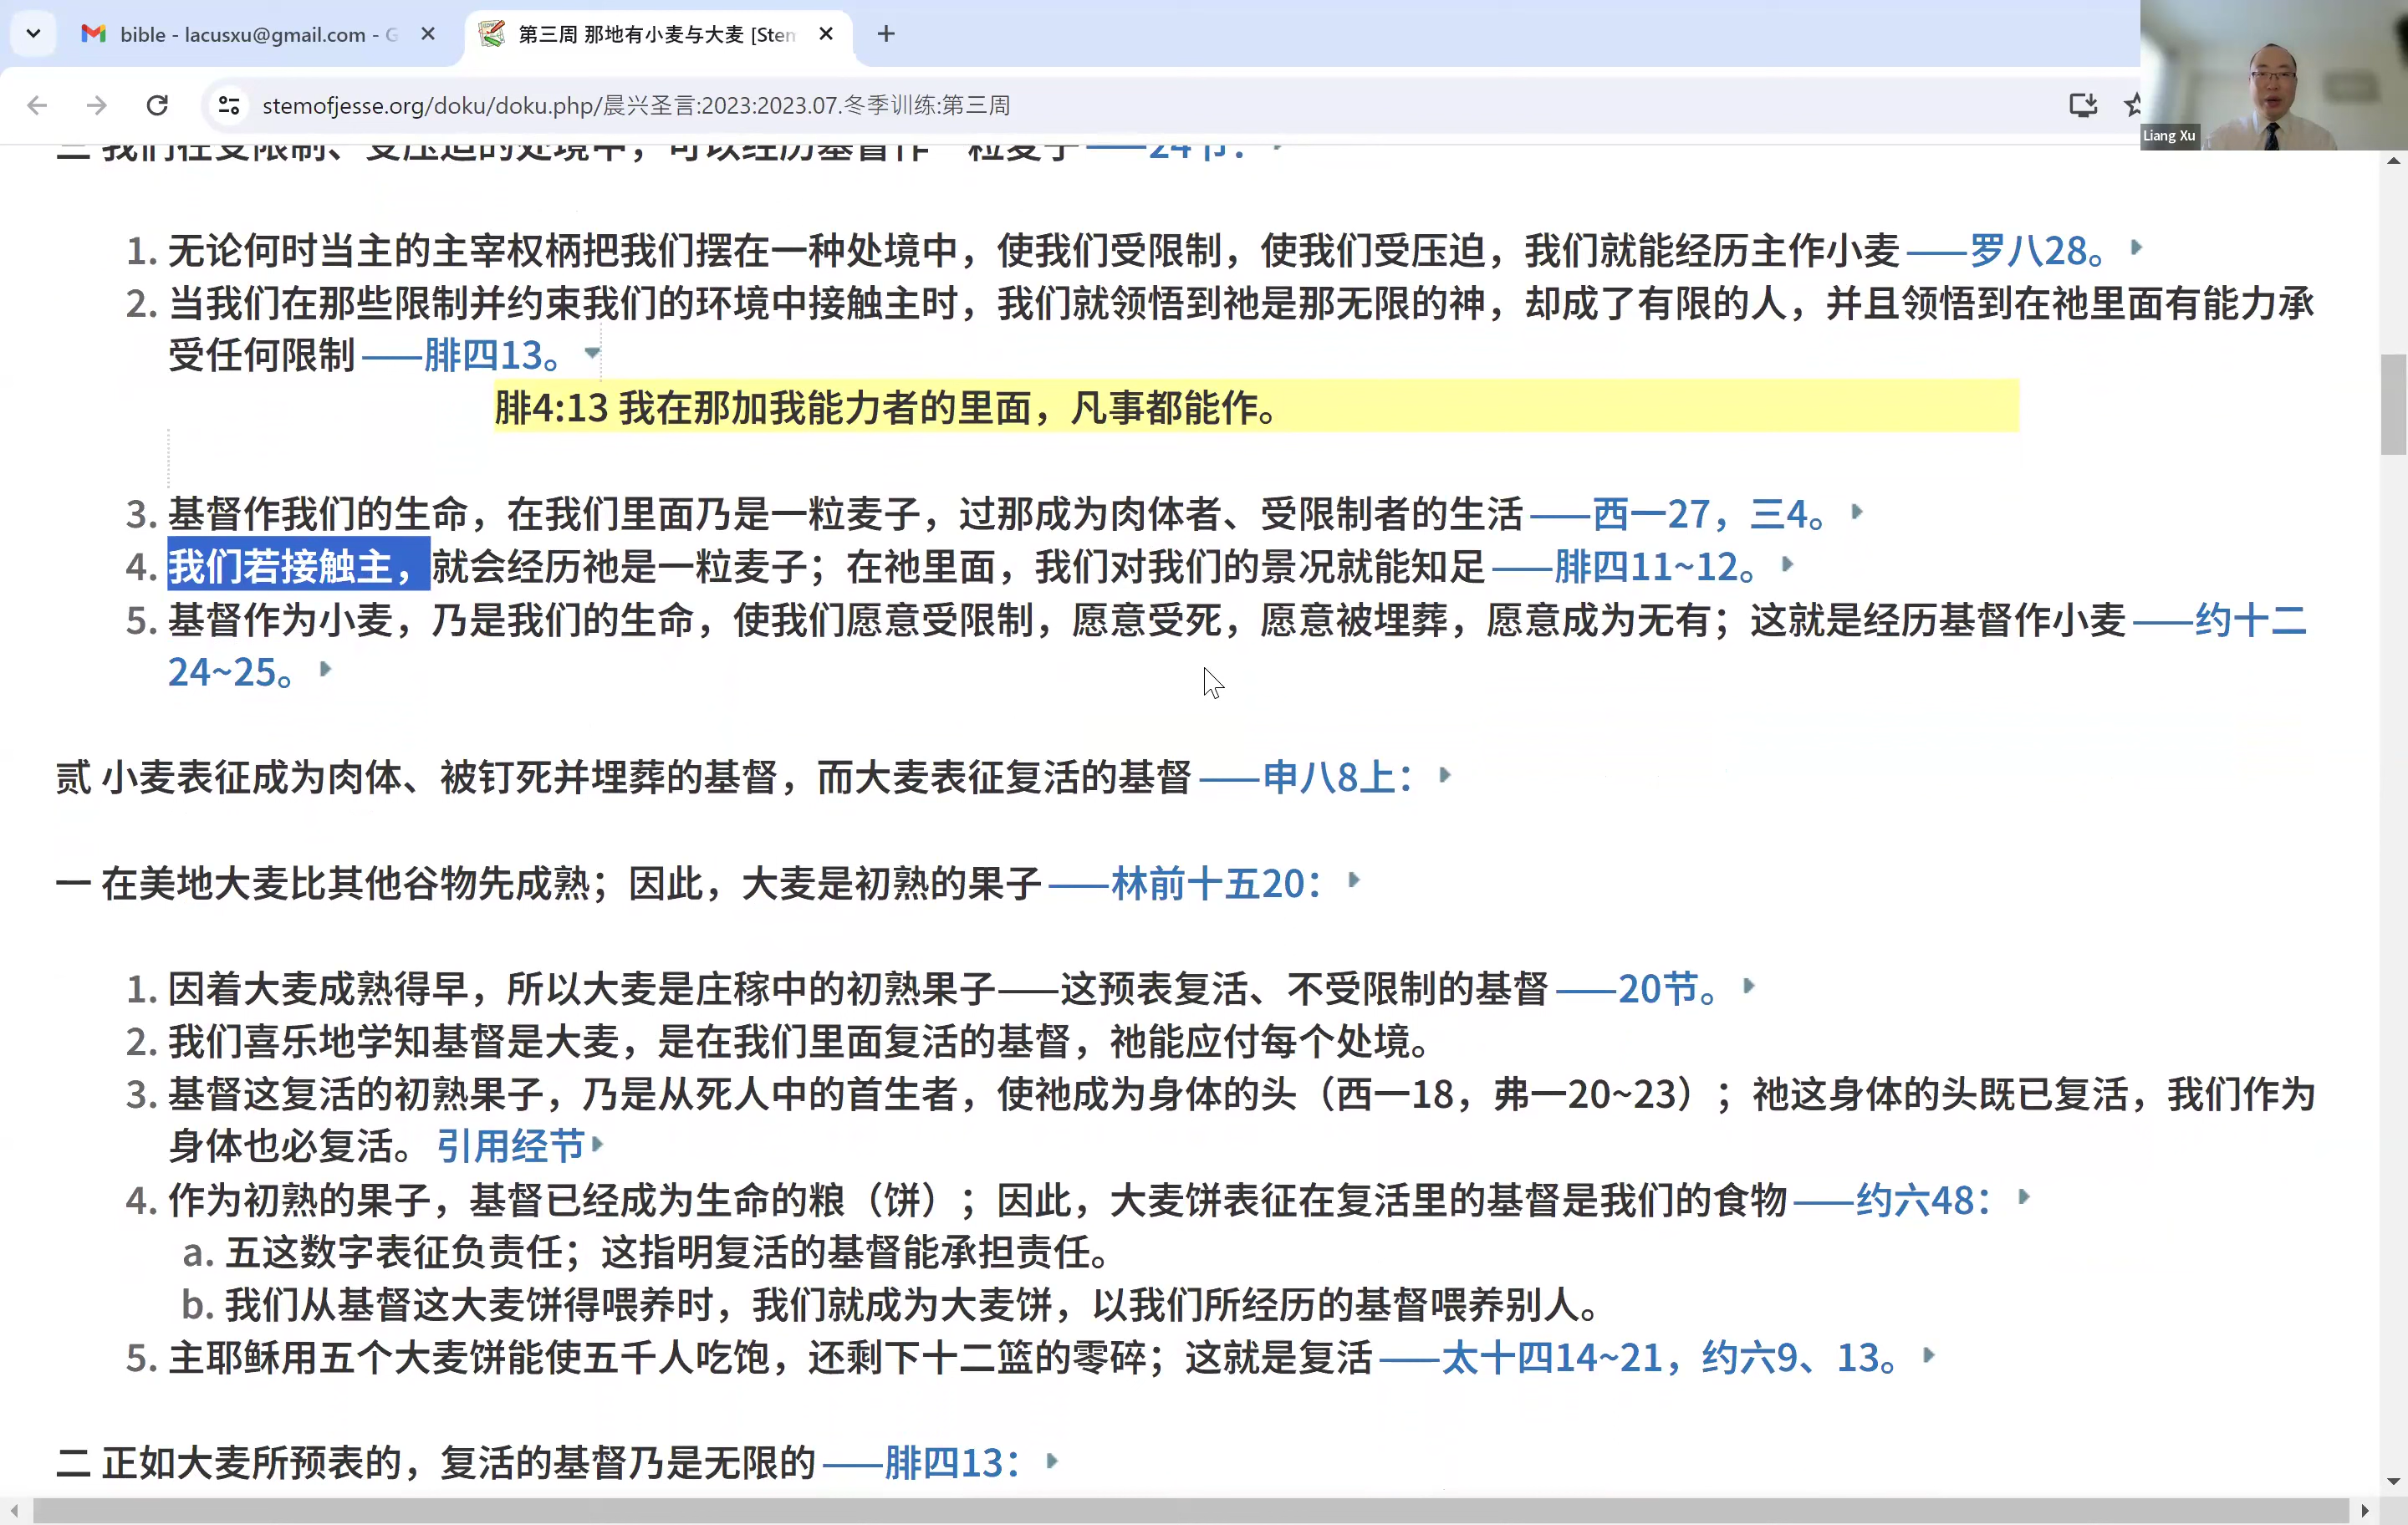 bible - lacusxu@gmail.com - G
第三周 那地有小麦与大麦 [Stem
stemofjesse.org/doku/doku.php/晨兴圣言:2023:2023.07.冬季训练:第三周
Liang Xu
我们在受限制、受压迫的处境中，可以经历基督作一粒麦子——24节：
1. 无论何时当主的主宰权柄把我们摆在一种处境中，使我们受限制，使我们受压迫，我们就能经历主作小麦——罗八28。
2. 当我们在那些限制并约束我们的环境中接触主时，我们就领悟到祂是那无限的神，却成了有限的人，并且领悟到在祂里面有能力承
受任何限制——腓四13。
腓4:13 我在那加我能力者的里面，凡事都能作。
3. 基督作我们的生命，在我们里面乃是一粒麦子，过那成为肉体者、受限制者的生活——西一27，三4。
4. 我们若接触主，就会经历祂是一粒麦子；在祂里面，我们对我们的景况就能知足——腓四11~12。
5. 基督作为小麦，乃是我们的生命，使我们愿意受限制，愿意受死，愿意被埋葬，愿意成为无有；这就是经历基督作小麦——约十二
24~25。
贰 小麦表征成为肉体、被钉死并埋葬的基督，而大麦表征复活的基督——申八8上：
一 在美地大麦比其他谷物先成熟；因此，大麦是初熟的果子——林前十五20：
1. 因着大麦成熟得早，所以大麦是庄稼中的初熟果子——这预表复活、不受限制的基督——20节。
2. 我们喜乐地学知基督是大麦，是在我们里面复活的基督，祂能应付每个处境。
3. 基督这复活的初熟果子，乃是从死人中的首生者，使祂成为身体的头（西一18，弗一20~23）；祂这身体的头既已复活，我们作为
身体也必复活。 引用经节
4. 作为初熟的果子，基督已经成为生命的粮（饼）；因此，大麦饼表征在复活里的基督是我们的食物——约六48：
a. 五这数字表征负责任；这指明复活的基督能承担责任。
b. 我们从基督这大麦饼得喂养时，我们就成为大麦饼，以我们所经历的基督喂养别人。
5. 主耶稣用五个大麦饼能使五千人吃饱，还剩下十二篮的零碎；这就是复活——太十四14~21，约六9、13。
二 正如大麦所预表的，复活的基督乃是无限的——腓四13：